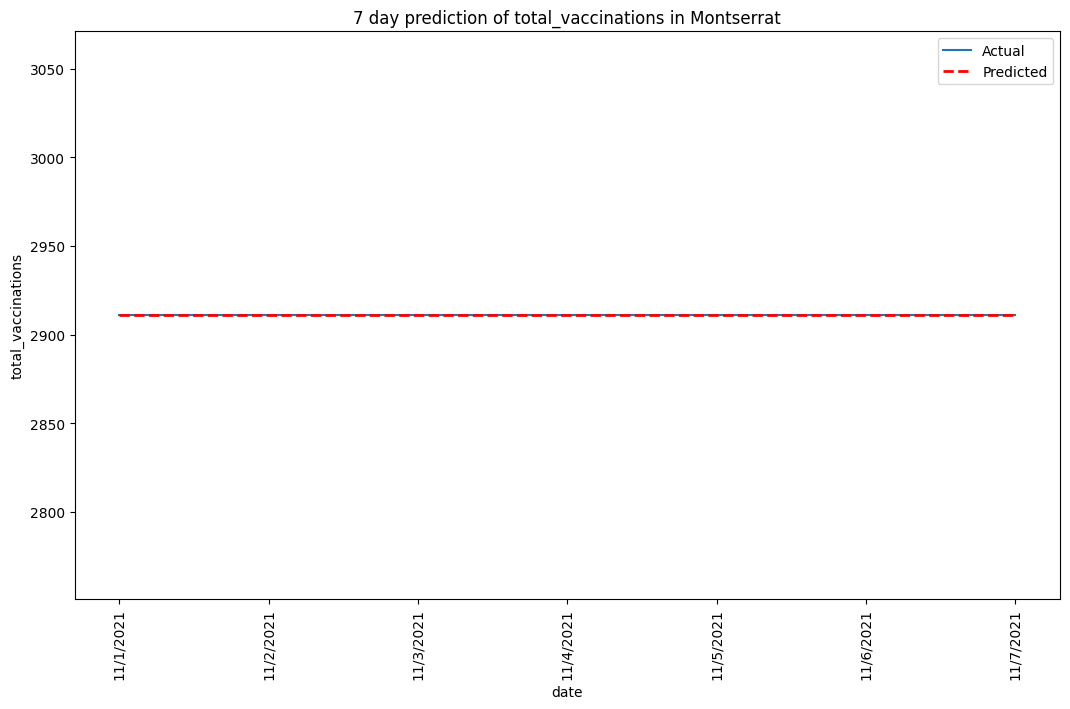 7 day prediction of total_vaccinations in Montserrat
Actual
Predicted
3050
3000
2950
2900
2850
2800
total_vaccinations
11/1/2021
11/2/2021
11/3/2021
11/4/2021
11/5/2021
11/6/2021
11/7/2021
date